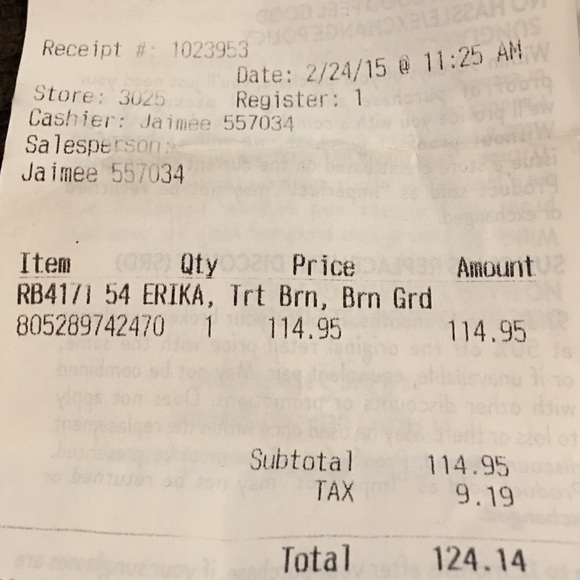 Receipt #: 1023953
Date: 2/24/15 @ 11:25 AM
Store: 3025 Register: 1
Cashier: Jaimee 557034
Salesperson:
Jaimee 557034
Item Qty Price Amount
RB4171 54 ERIKA, Trt Brn, Brn Grd
805289742470 1 114.95 114.95
Subtotal 114.95
TAX 9.19
Total 124.14